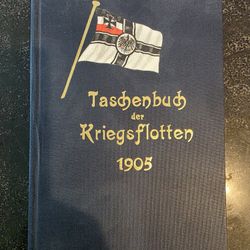 Taschenbuch
der
Kriegsflotten
1905